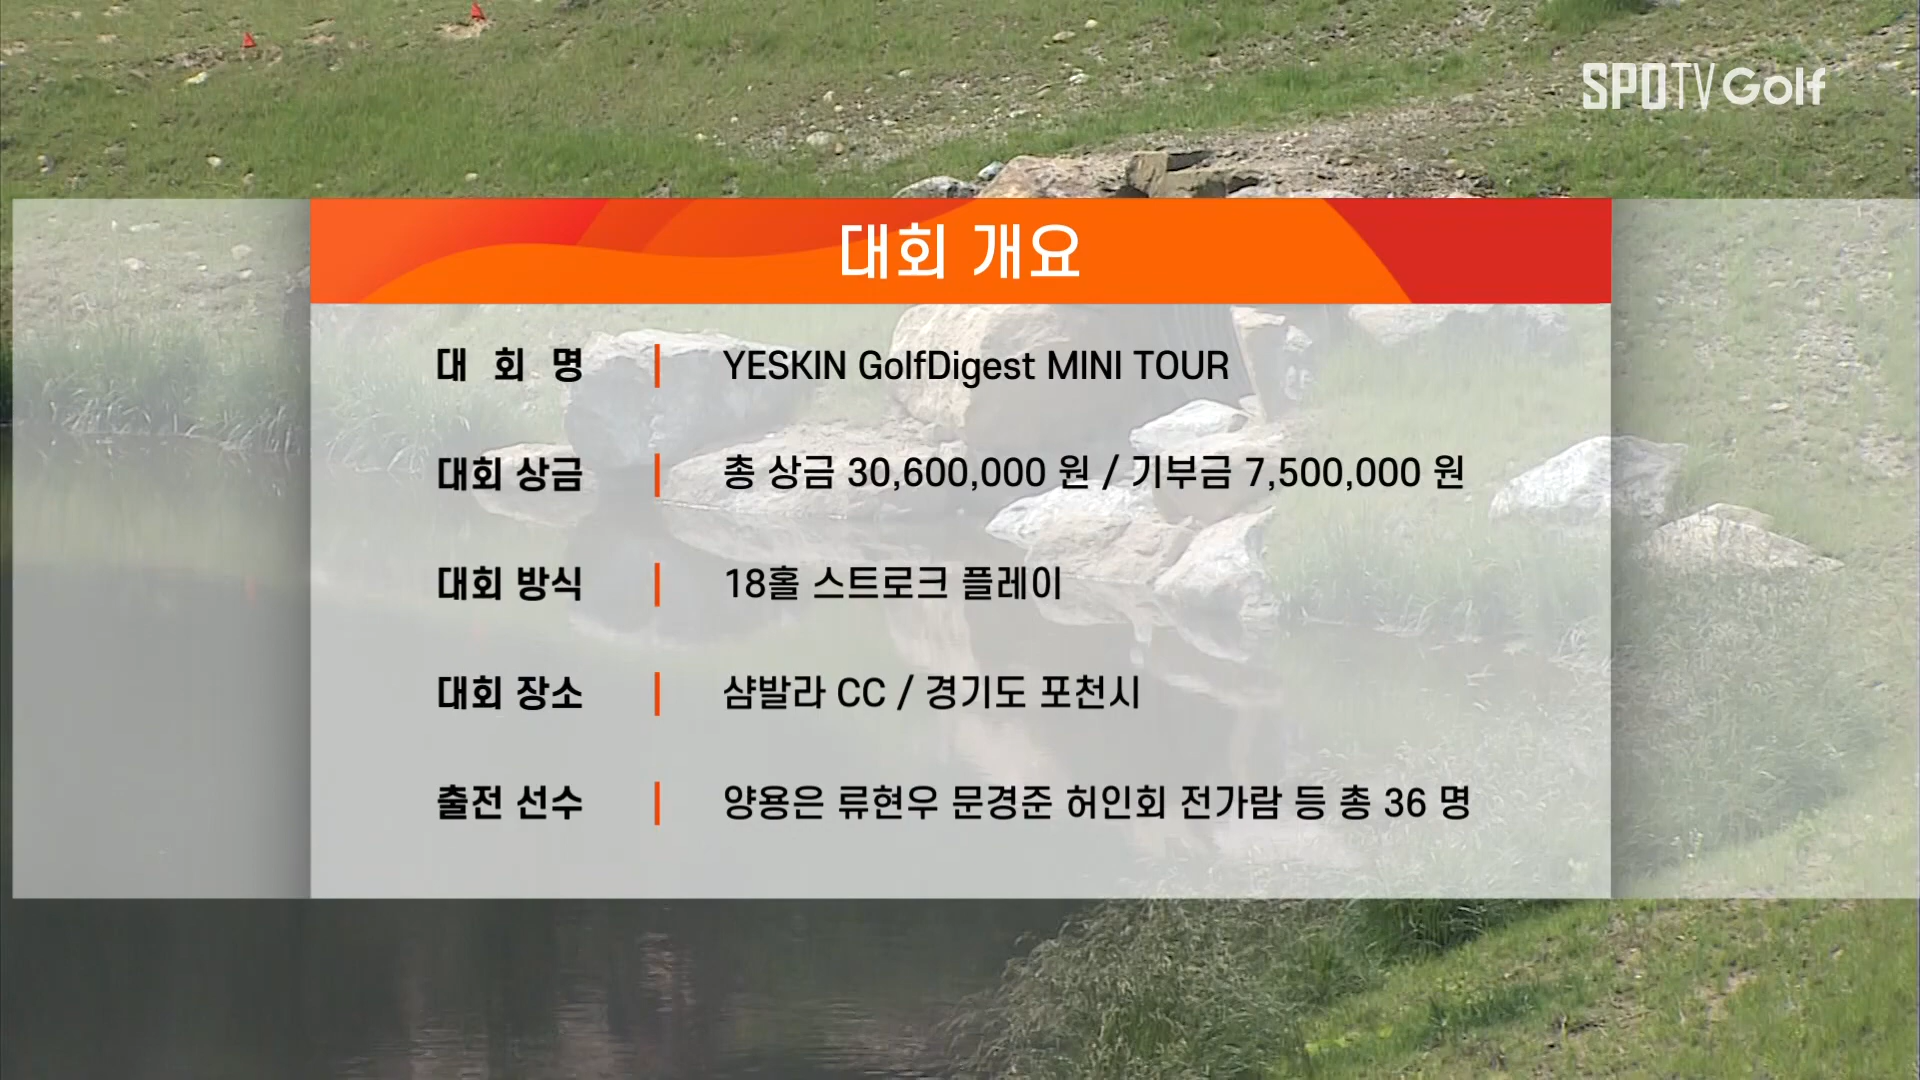 SPOTV Golf
대회 개요
대 회 명 | YESKIN GolfDigest MINI TOUR
대회 상금 | 총 상금 30,600,000 원 / 기부금 7,500,000 원
대회 방식 | 18홀 스트로크 플레이
대회 장소 | 샴발라 CC / 경기도 포천시
출전 선수 | 양용은 류현우 문경준 허인회 전가람 등 총 36 명